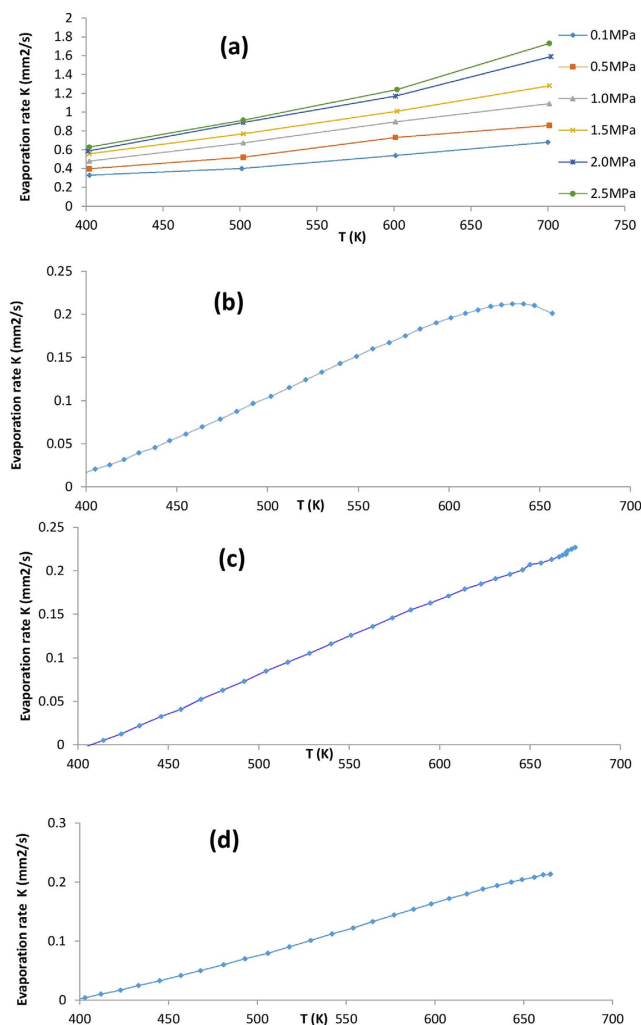 (a)
Evaporation rate K (mm2/s)
2
1.8
1.6
1.4
1.2
1
0.8
0.6
0.4
0.2
0
400 450 500 550 600 650 700 750
T (K)
0.1MPa
0.5MPa
1.0MPa
1.5MPa
2.0MPa
2.5MPa
(b)
Evaporation rate K (mm2/s)
0.25
0.2
0.15
0.1
0.05
0
400 450 500 550 600 650 700
T (K)
(c)
Evaporation rate K (mm2/s)
0.25
0.2
0.15
0.1
0.05
0
400 450 500 550 600 650 700
T (K)
(d)
Evaporation rate K (mm2/s)
0.3
0.2
0.1
0
400 450 500 550 600 650 700
T (K)